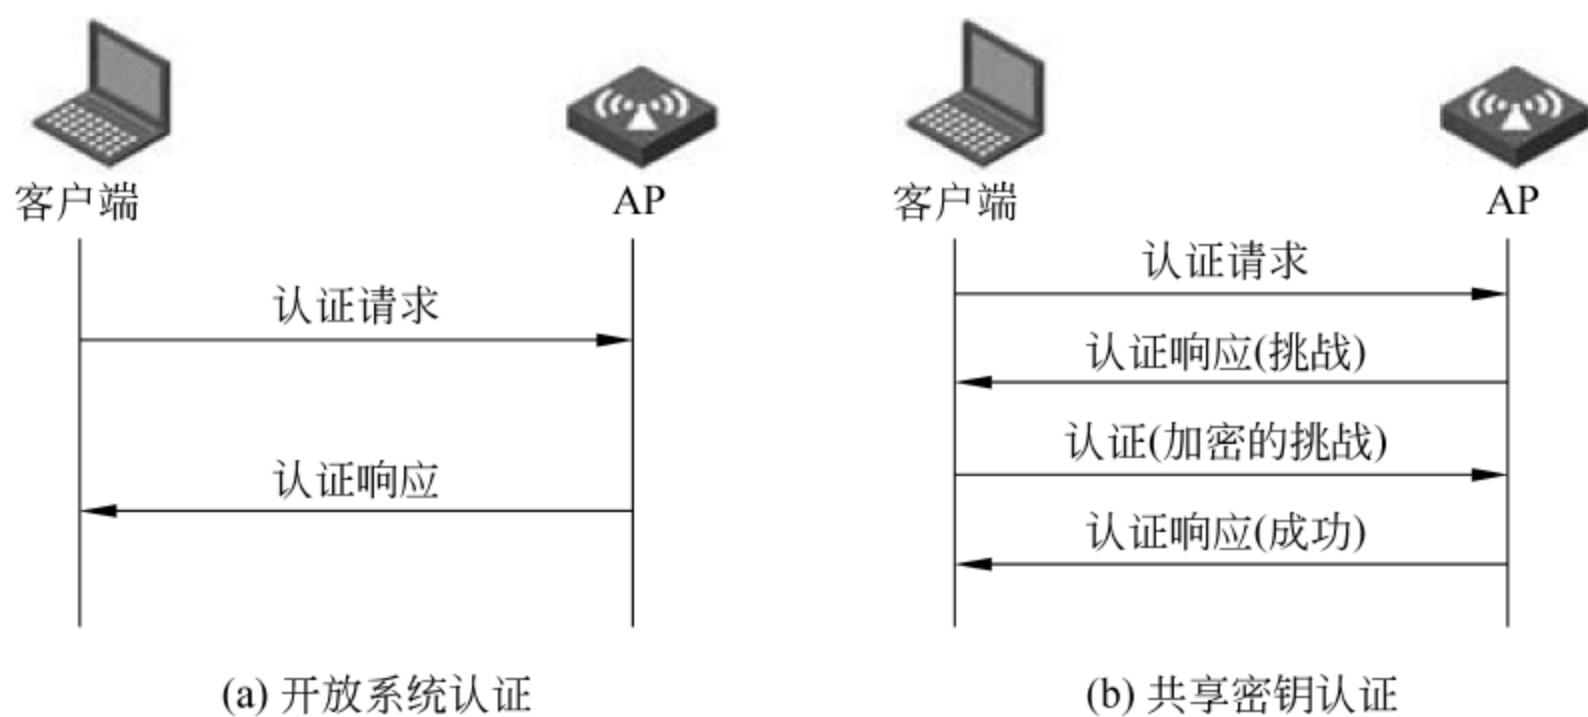 客户端
AP
认证请求
认证响应
(a) 开放系统认证
客户端
AP
认证请求
认证响应(挑战)
认证(加密的挑战)
认证响应(成功)
(b) 共享密钥认证